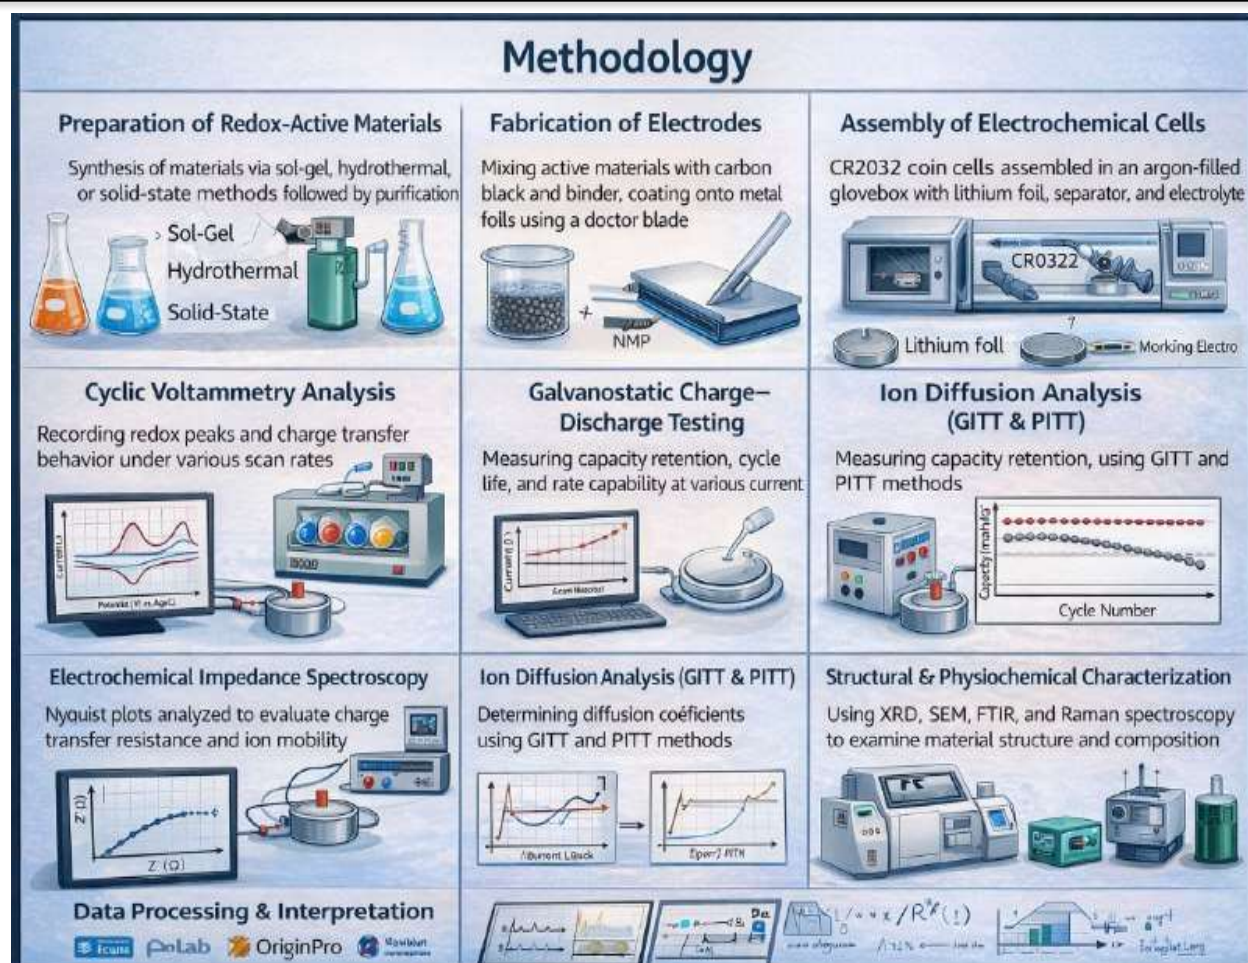 Methodology
Preparation of Redox-Active Materials
Synthesis of materials via sol-gel, hydrothermal,
or solid-state methods followed by purification
Sol-Gel
Hydrothermal
Solid-State
Fabrication of Electrodes
Mixing active materials with carbon
black and binder, coating onto metal
foils using a doctor blade
+
NMP
Assembly of Electrochemical Cells
CR2032 coin cells assembled in an argon-filled
glovebox with lithium foil, separator, and electrolyte
CR0322
Lithium foll
Working Electro
Cyclic Voltammetry Analysis
Recording redox peaks and charge transfer
behavior under various scan rates
Galvanostatic Charge–
Discharge Testing
Measuring capacity retention, cycle
life, and rate capability at various current
Ion Diffusion Analysis
(GITT & PITT)
Measuring capacity retention, using GITT and
PITT methods
Capacity
Cycle Number
Electrochemical Impedance Spectroscopy
Nyquist plots analyzed to evaluate charge
transfer resistance and ion mobility
Z' (Ω)
Z' (Ω)
Ion Diffusion Analysis (GITT & PITT)
Determining diffusion coéficients
using GITT and PITT methods
Structural & Physiochemical Characterization
Using XRD, SEM, FTIR, and Raman spectroscopy
to examine material structure and composition
Data Processing & Interpretation
OriginPro